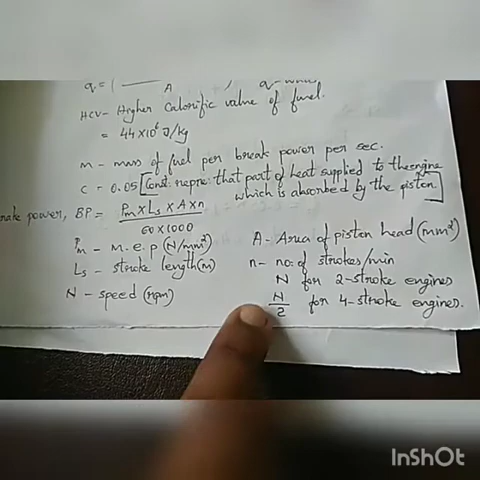 A
HCV - Higher Calorific value of fuel.
= 44×10⁶ J/kg
m - mass of fuel per break power per sec.
C = 0.05 [Const. repre: that part of heat supplied to the engine
which is absorbed by the piston]
power, BP = Pm × Ls × A × n / 60 × 1000
Pm - m.e.p (N/mm²)
A - Area of piston head (mm²)
Ls - stroke length (m)
n - no: of strokes/min
N for 2-stroke engines
N - speed (rpm)
N/2 for 4-stroke engines.
InShOt